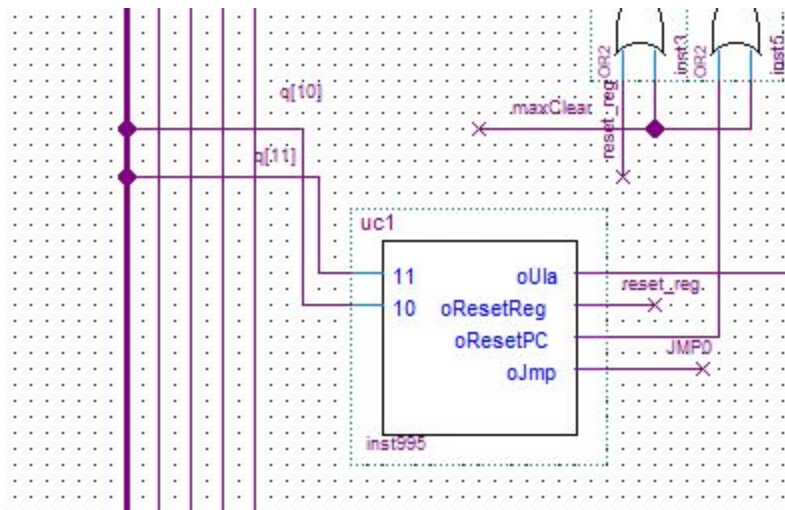 q[10]
q[11]
maxClear
reset_reg
OR2
inst3
OR2
inst5
uc1
11
10
oUla
oResetReg
oResetPC
oJmp
reset_reg
JMP0
inst995